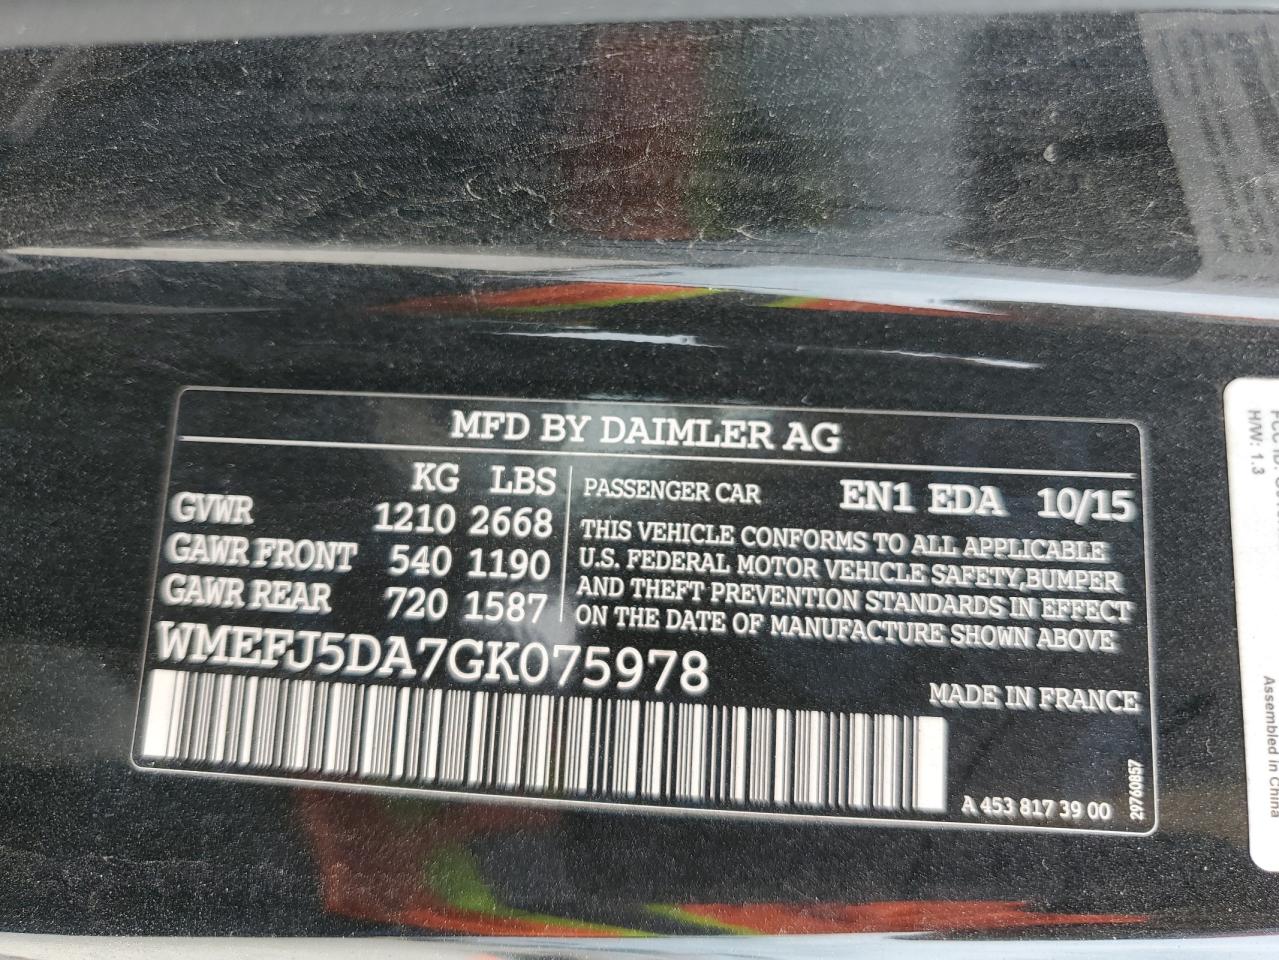 MFD BY DAIMLER AG
KG LBS
GVWR 1210 2668
GAWR FRONT 540 1190
GAWR REAR 720 1587
PASSENGER CAR EN1 EDA 10/15
THIS VEHICLE CONFORMS TO ALL APPLICABLE
U.S. FEDERAL MOTOR VEHICLE SAFETY,BUMPER
AND THEFT PREVENTION STANDARDS IN EFFECT
ON THE DATE OF MANUFACTURE SHOWN ABOVE.
WMEFJ5DA7GK075978
MADE IN FRANCE
A 453 817 39 00
29760857
H/W: 1.3
Assembled in China